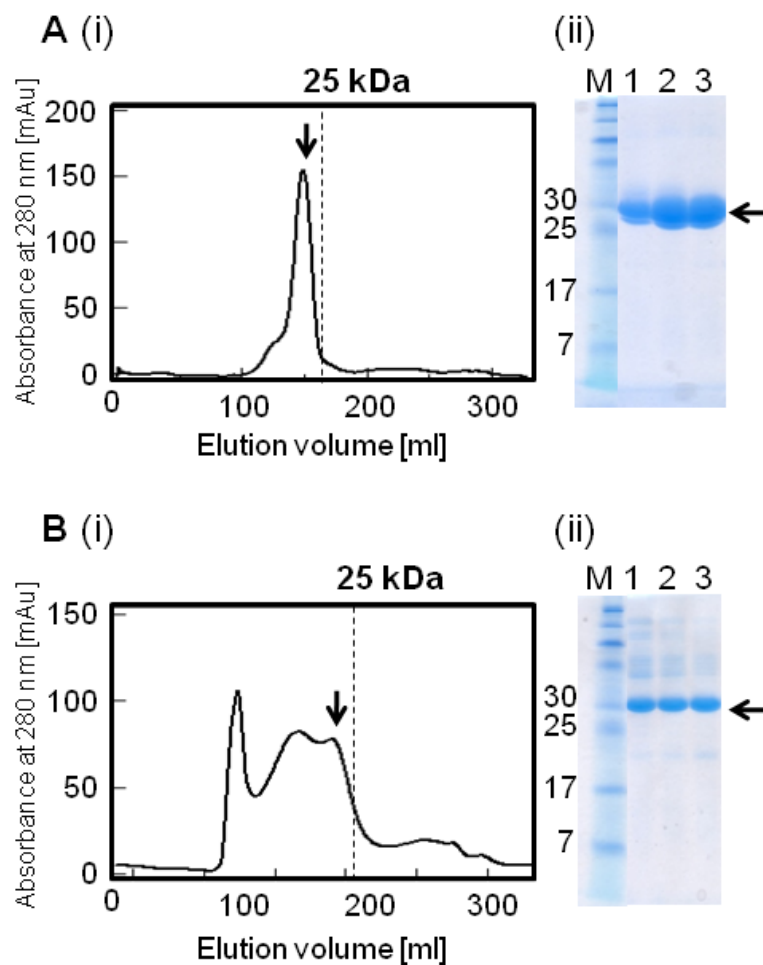 A (i)
(ii)
25 kDa
M 1 2 3
Absorbance at 280 nm [mAu]
200
150
100
50
0
0 100 200 300
Elution volume [ml]
30
25
17
7
B (i)
(ii)
25 kDa
M 1 2 3
Absorbance at 280 nm [mAu]
150
100
50
0
0 100 200 300
Elution volume [ml]
30
25
17
7